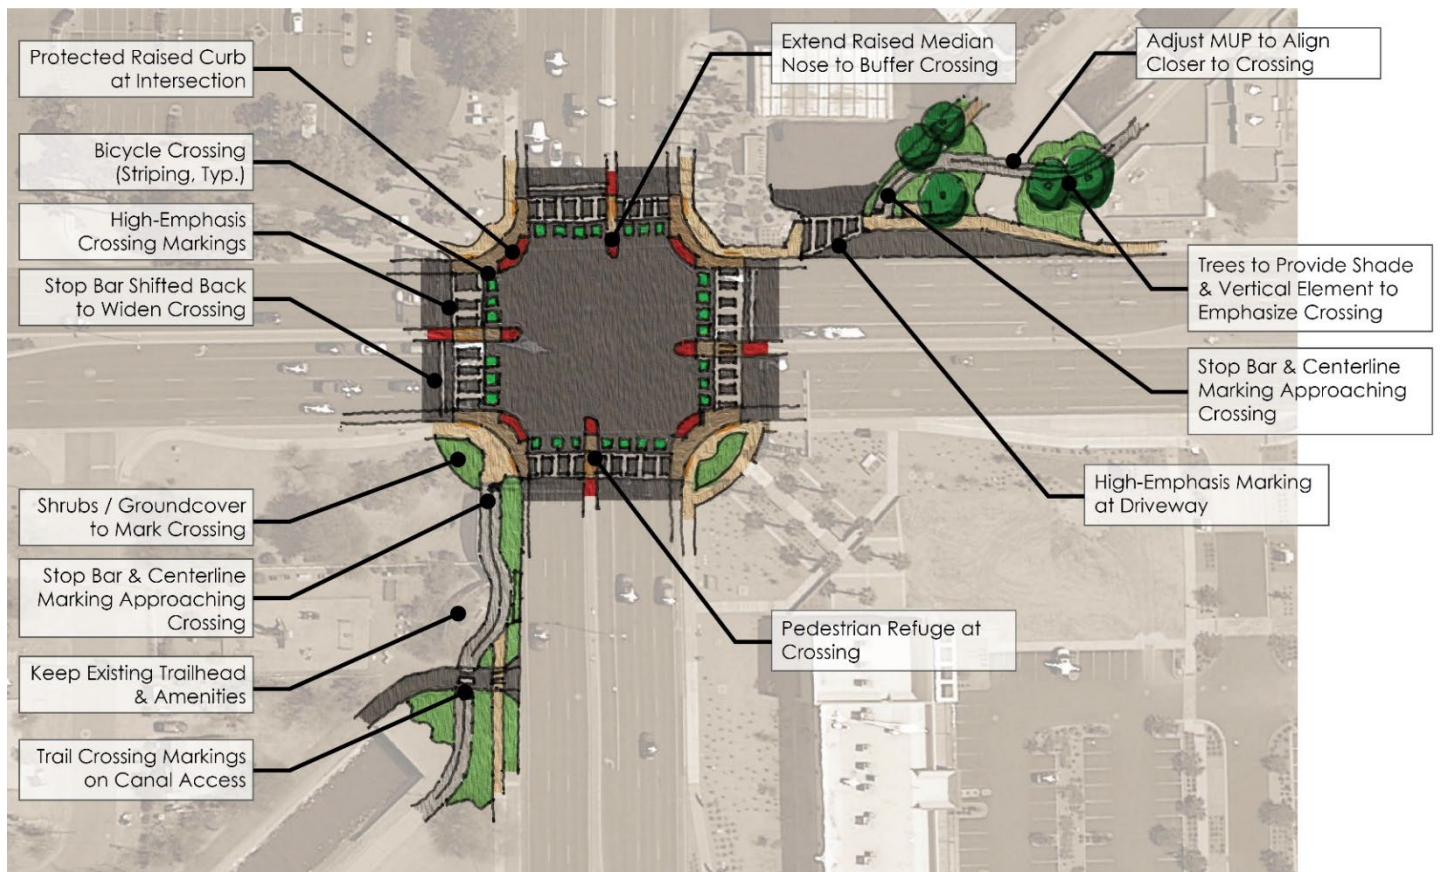 Protected Raised Curb
at Intersection
Bicycle Crossing
(Striping, Typ.)
High-Emphasis
Crossing Markings
Stop Bar Shifted Back
to Widen Crossing
Shrubs / Groundcover
to Mark Crossing
Stop Bar & Centerline
Marking Approaching
Crossing
Keep Existing Trailhead
& Amenities
Trail Crossing Markings
on Canal Access
Extend Raised Median
Nose to Buffer Crossing
Adjust MUP to Align
Closer to Crossing
Trees to Provide Shade
& Vertical Element to
Emphasize Crossing
Stop Bar & Centerline
Marking Approaching
Crossing
High-Emphasis Marking
at Driveway
Pedestrian Refuge at
Crossing